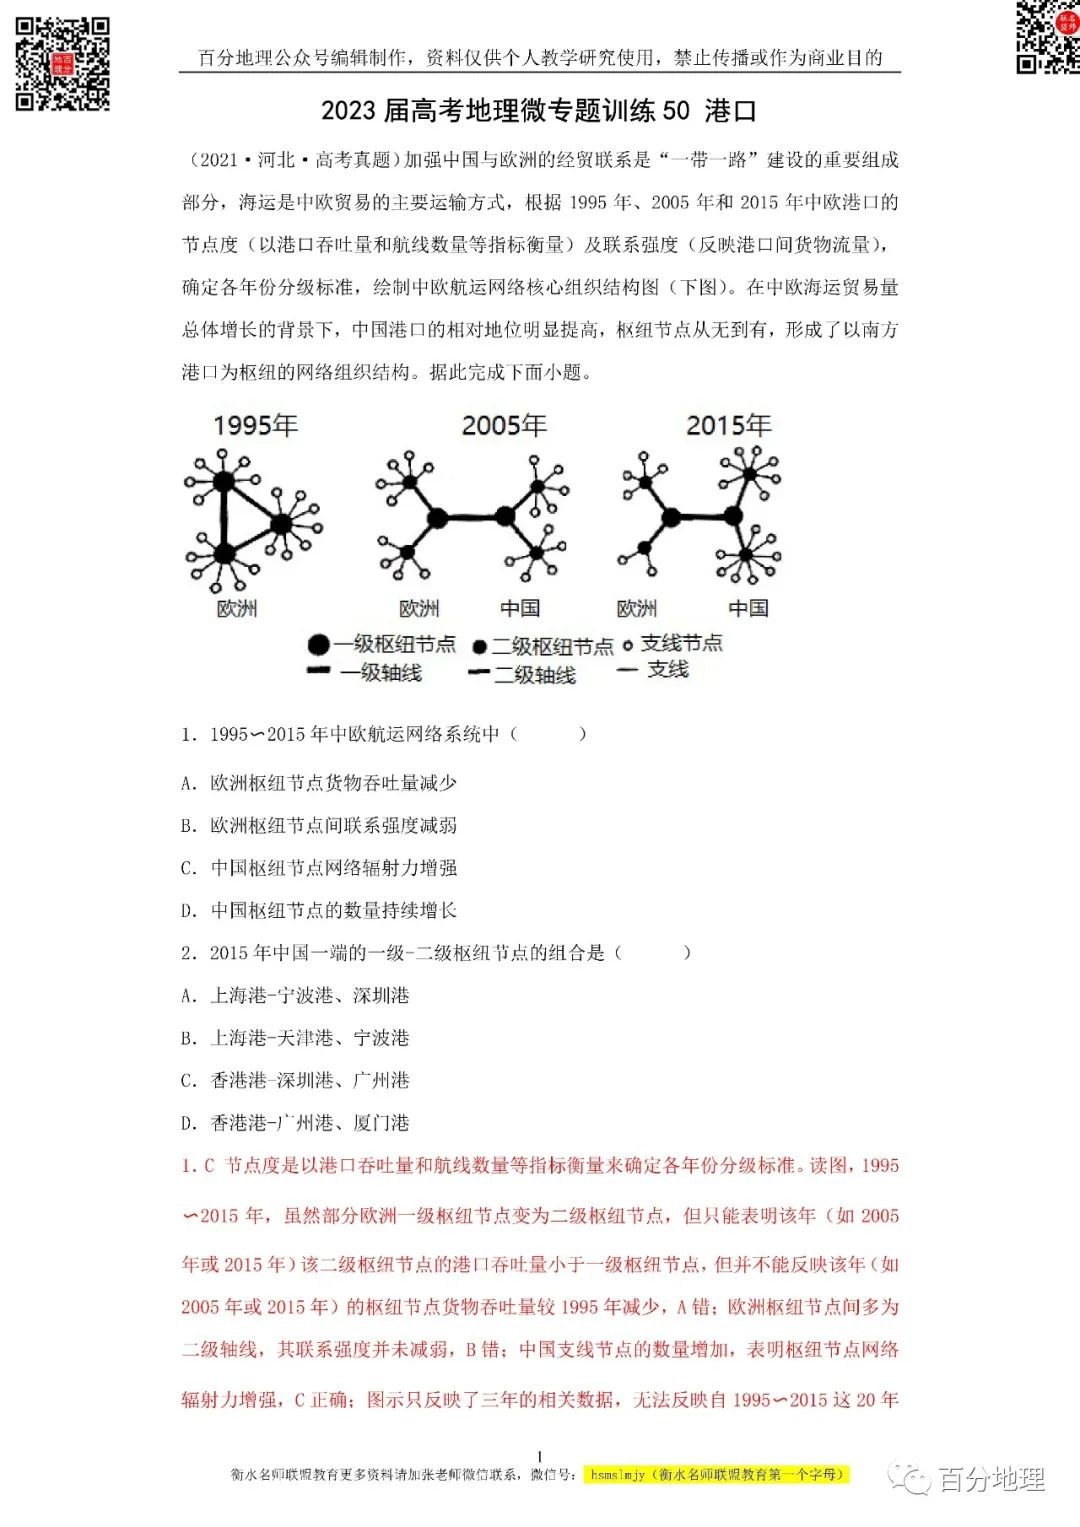 百分地理公众号编辑制作，资料仅供个人教学研究使用，禁止传播或作为商业目的
2023 届高考地理微专题训练 50 港口
（2021·河北·高考真题）加强中国与欧洲的经贸联系是“一带一路”建设的重要组成
部分，海运是中欧贸易的主要运输方式，根据 1995 年、2005 年和 2015 年中欧港口的
节点度（以港口吞吐量和航线数量等指标衡量）及联系强度（反映港口间货物流量），
确定各年份分级标准，绘制中欧航运网络核心组织结构图（下图）。在中欧海运贸易量
总体增长的背景下，中国港口的相对地位明显提高，枢纽节点从无到有，形成了以南方
港口为枢纽的网络组织结构。据此完成下面小题。
1995年 2005年 2015年
欧洲 欧洲 中国 欧洲 中国
一级枢纽节点 二级枢纽节点 支线节点
一级轴线 二级轴线 支线
1．1995∽2015 年中欧航运网络系统中（ ）
A．欧洲枢纽节点货物吞吐量减少
B．欧洲枢纽节点间联系强度减弱
C．中国枢纽节点网络辐射力增强
D．中国枢纽节点的数量持续增长
2．2015 年中国一端的一级-二级枢纽节点的组合是（ ）
A．上海港-宁波港、深圳港
B．上海港-天津港、宁波港
C．香港港-深圳港、广州港
D．香港港-广州港、厦门港
1.C 节点度是以港口吞吐量和航线数量等指标衡量来确定各年份分级标准。读图，1995
∽2015 年，虽然部分欧洲一级枢纽节点变为二级枢纽节点，但只能表明该年（如 2005
年或 2015 年）该二级枢纽节点的港口吞吐量小于一级枢纽节点，但并不能反映该年（如
2005 年或 2015 年）的枢纽节点货物吞吐量较 1995 年减少，A 错；欧洲枢纽节点间多为
二级轴线，其联系强度并未减弱，B 错；中国支线节点的数量增加，表明枢纽节点网络
辐射力增强，C 正确；图示只反映了三年的相关数据，无法反映自 1995∽2015 这 20 年
1
衡水名师联盟教育更多资料请加张老师微信联系，微信号： hsmslmjy（衡水名师联盟教育第一个字母）
百分地理